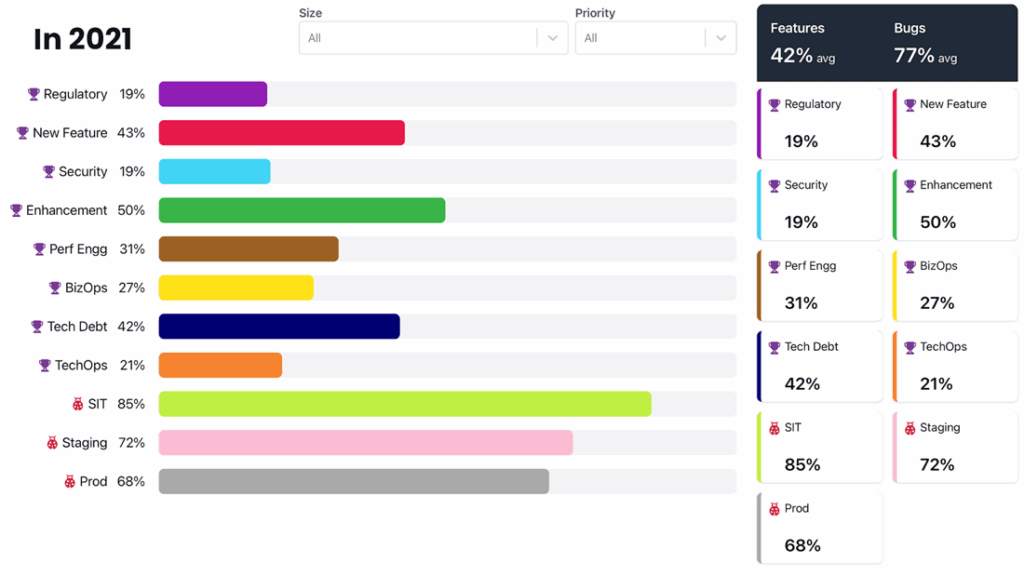 In 2021
Size
All
Priority
All
Regulatory 19%
New Feature 43%
Security 19%
Enhancement 50%
Perf Engg 31%
BizOps 27%
Tech Debt 42%
TechOps 21%
SIT 85%
Staging 72%
Prod 68%
Features
42% avg
Bugs
77% avg
Regulatory
19%
New Feature
43%
Security
19%
Enhancement
50%
Perf Engg
31%
BizOps
27%
Tech Debt
42%
TechOps
21%
SIT
85%
Staging
72%
Prod
68%